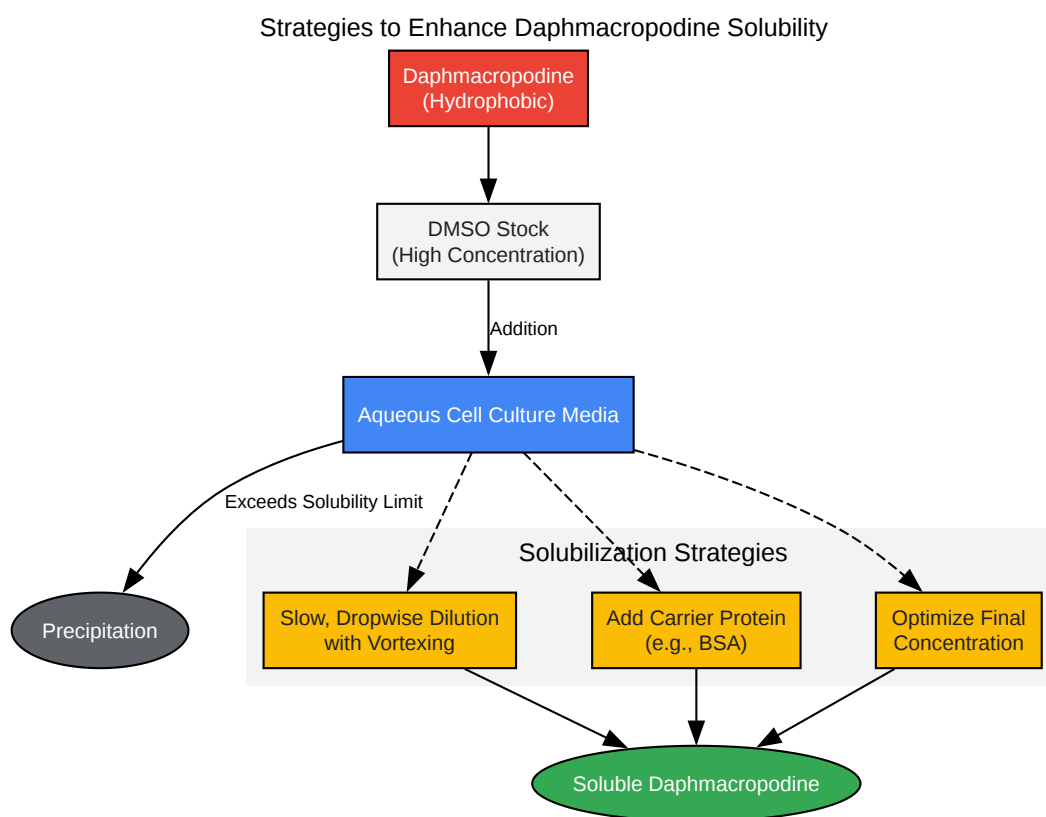 Strategies to Enhance Daphmacropodine Solubility
Daphmacropodine
(Hydrophobic)
DMSO Stock
(High Concentration)
Addition
Aqueous Cell Culture Media
Exceeds Solubility Limit
Solubilization Strategies
Precipitation
Slow, Dropwise Dilution
with Vortexing
Add Carrier Protein
(e.g., BSA)
Optimize Final
Concentration
Soluble Daphmacropodine